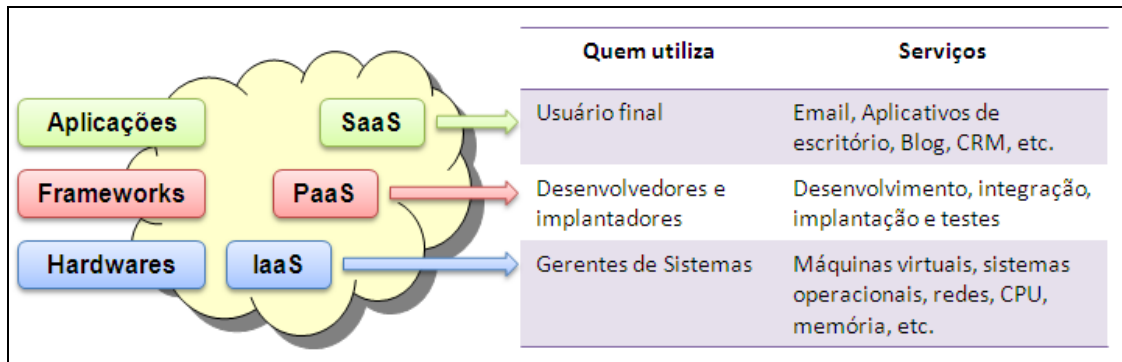 Quem utiliza Serviços
Aplicações SaaS Usuário final Email, Aplicativos de
escritório, Blog, CRM, etc.
Frameworks PaaS Desenvolvedores e Desenvolvimento, integração,
implantadores implantação e testes
Hardwares IaaS Gerentes de Sistemas Máquinas virtuais, sistemas
operacionais, redes, CPU,
memória, etc.